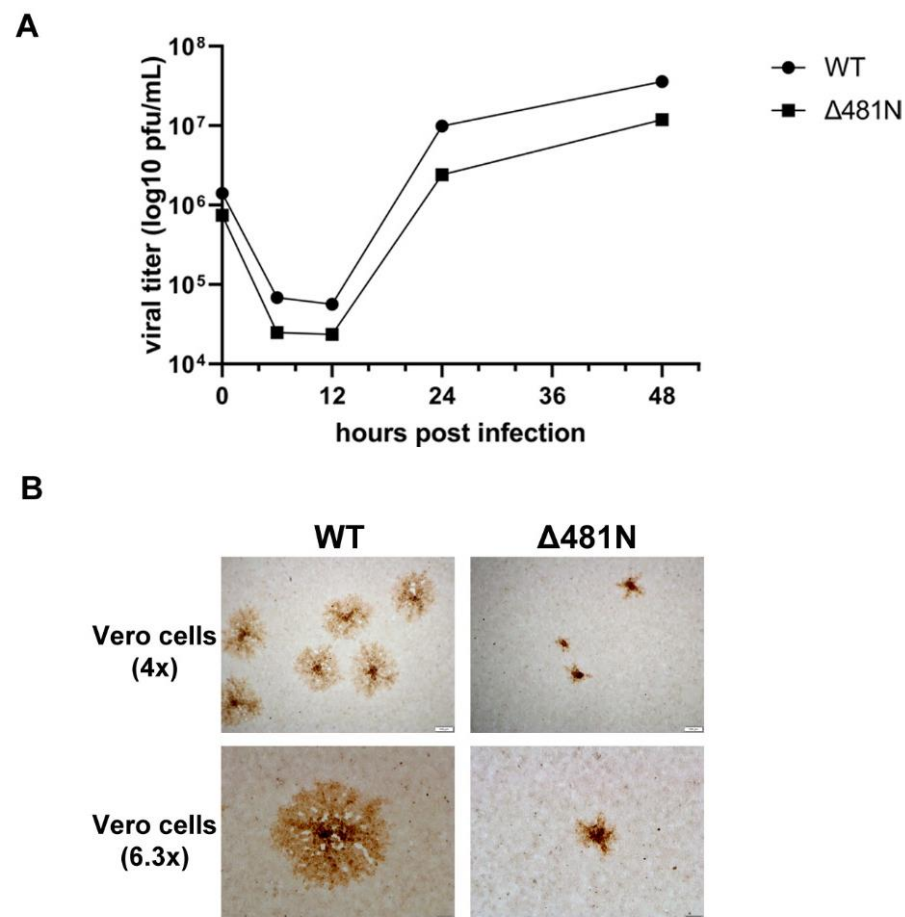 A
10⁸
10⁷
10⁶
10⁵
10⁴
viral titer (log10 pfu/mL)
0 12 24 36 48
hours post infection
WT
Δ481N
B
WT Δ481N
Vero cells
(4x)
Vero cells
(6.3x)